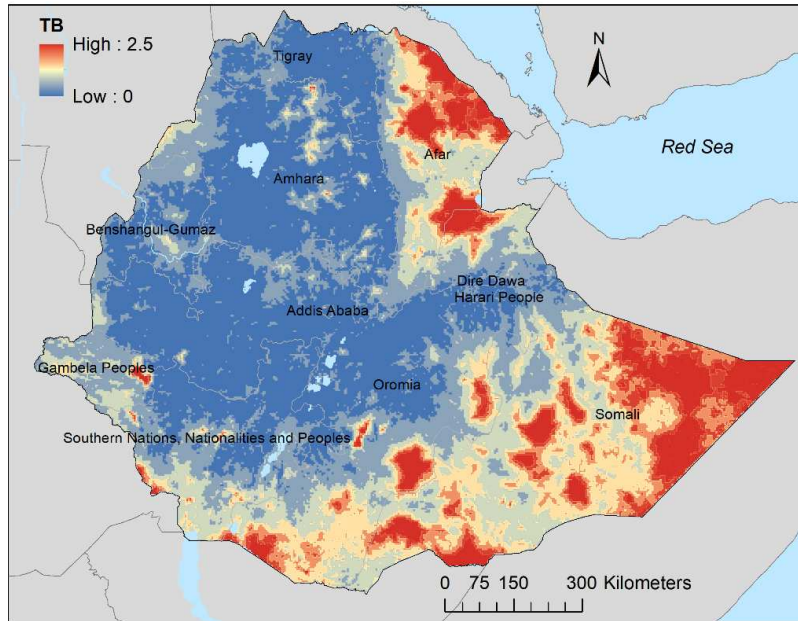 TB
High : 2.5
Low : 0
N
Tigray
Red Sea
Afar
Amhara
Benshangul-Gumaz
Dire Dawa
Harari People
Addis Ababa
Gambela Peoples
Oromia
Somali
Southern Nations, Nationalities and Peoples
0 75 150 300 Kilometers